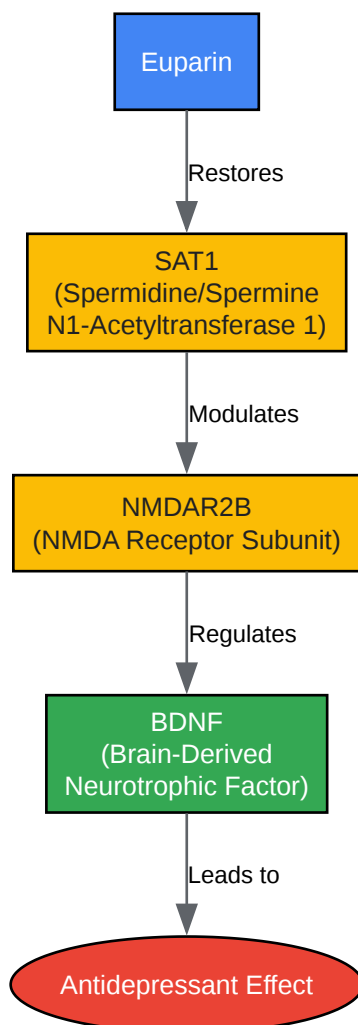 Euparin
Restores
SAT1
(Spermidine/Spermine
N1-Acetyltransferase 1)
Modulates
NMDAR2B
(NMDA Receptor Subunit)
Regulates
BDNF
(Brain-Derived
Neurotrophic Factor)
Leads to
Antidepressant Effect